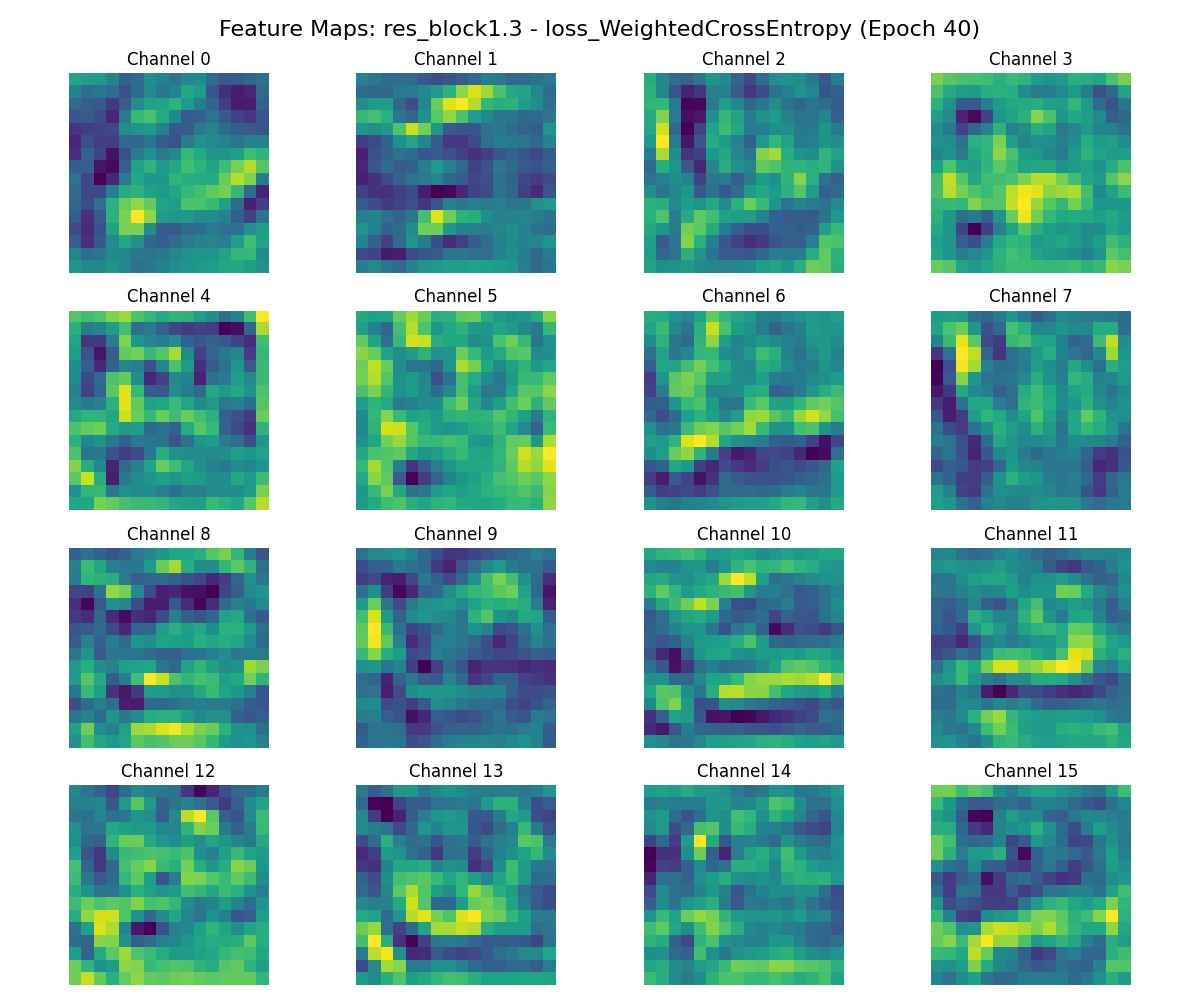 Feature Maps: res_block1.3 - loss_WeightedCrossEntropy (Epoch 40)
Channel 0
Channel 1
Channel 2
Channel 3
Channel 4
Channel 5
Channel 6
Channel 7
Channel 8
Channel 9
Channel 10
Channel 11
Channel 12
Channel 13
Channel 14
Channel 15